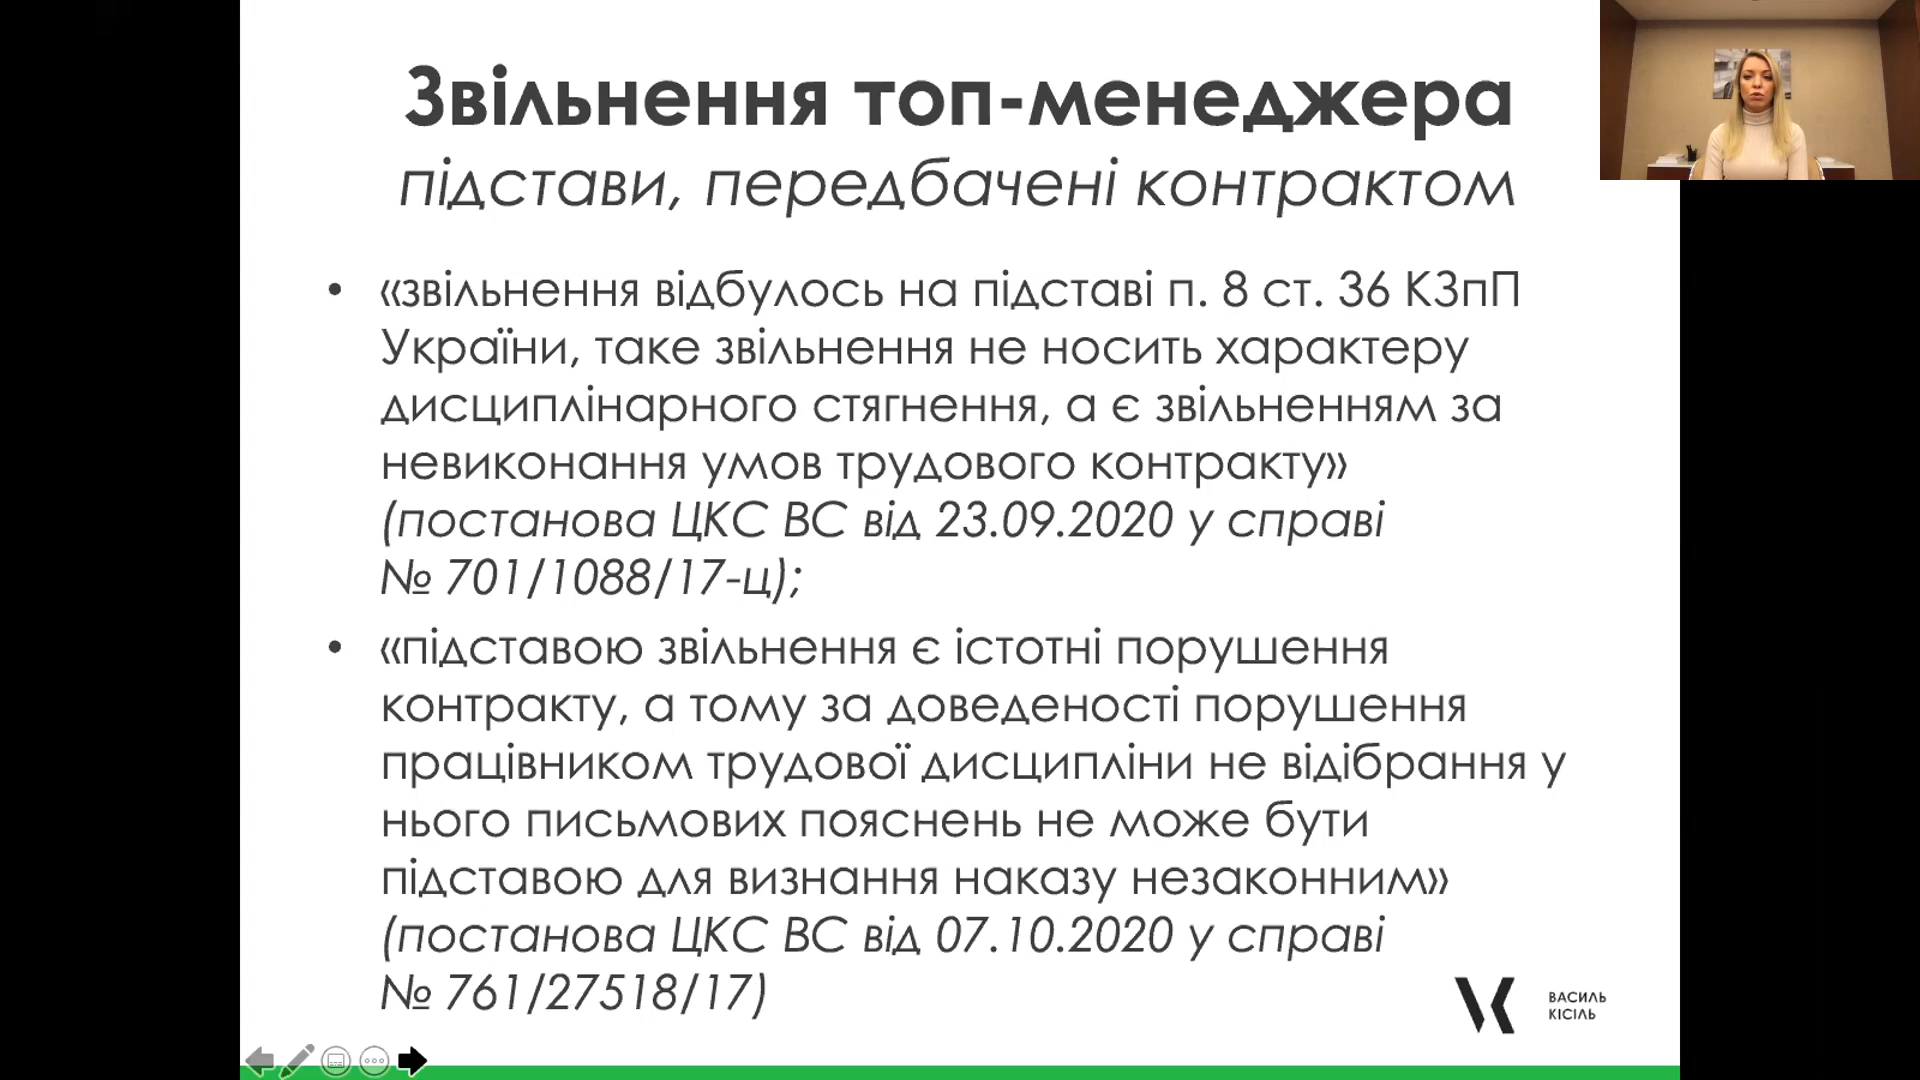 Звільнення топ-менеджера
підстави, передбачені контрактом
• «звільнення відбулось на підставі п. 8 ст. 36 КЗпП
України, таке звільнення не носить характеру
дисциплінарного стягнення, а є звільненням за
невиконання умов трудового контракту»
(постанова ЦКС ВС від 23.09.2020 у справі
№ 701/1088/17-ц);
• «підставою звільнення є істотні порушення
контракту, а тому за доведеності порушення
працівником трудової дисципліни не відібрання у
нього письмових пояснень не може бути
підставою для визнання наказу незаконним»
(постанова ЦКС ВС від 07.10.2020 у справі
№ 761/27518/17)
ВАСИЛЬ
КІСІЛЬ